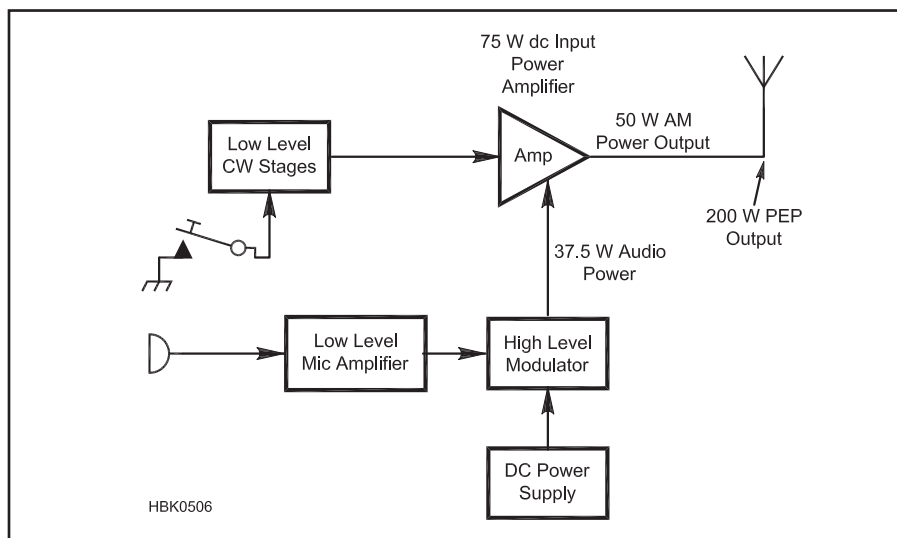 75 W dc Input
Power
Amplifier
Low Level
CW Stages
Amp
50 W AM
Power Output
200 W PEP
Output
37.5 W Audio
Power
Low Level
Mic Amplifier
High Level
Modulator
DC Power
Supply
HBK0506